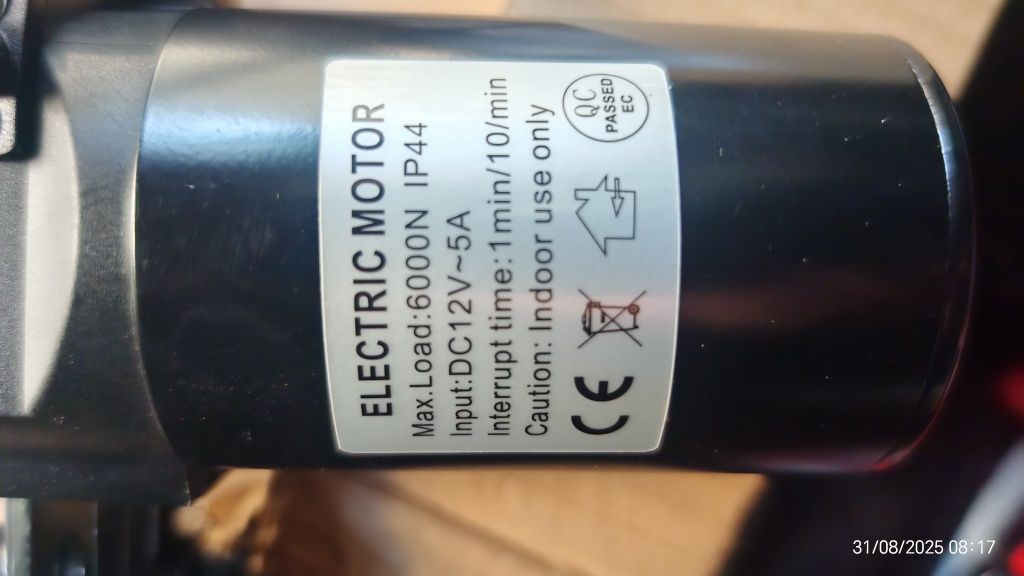 ELECTRIC MOTOR
Max.Load:6000N IP44
Input:DC12V~5A
Interrupt time:1min/10/min
Caution: Indoor use only
CE
QC
PASSED
EC
31/08/2025 08:17